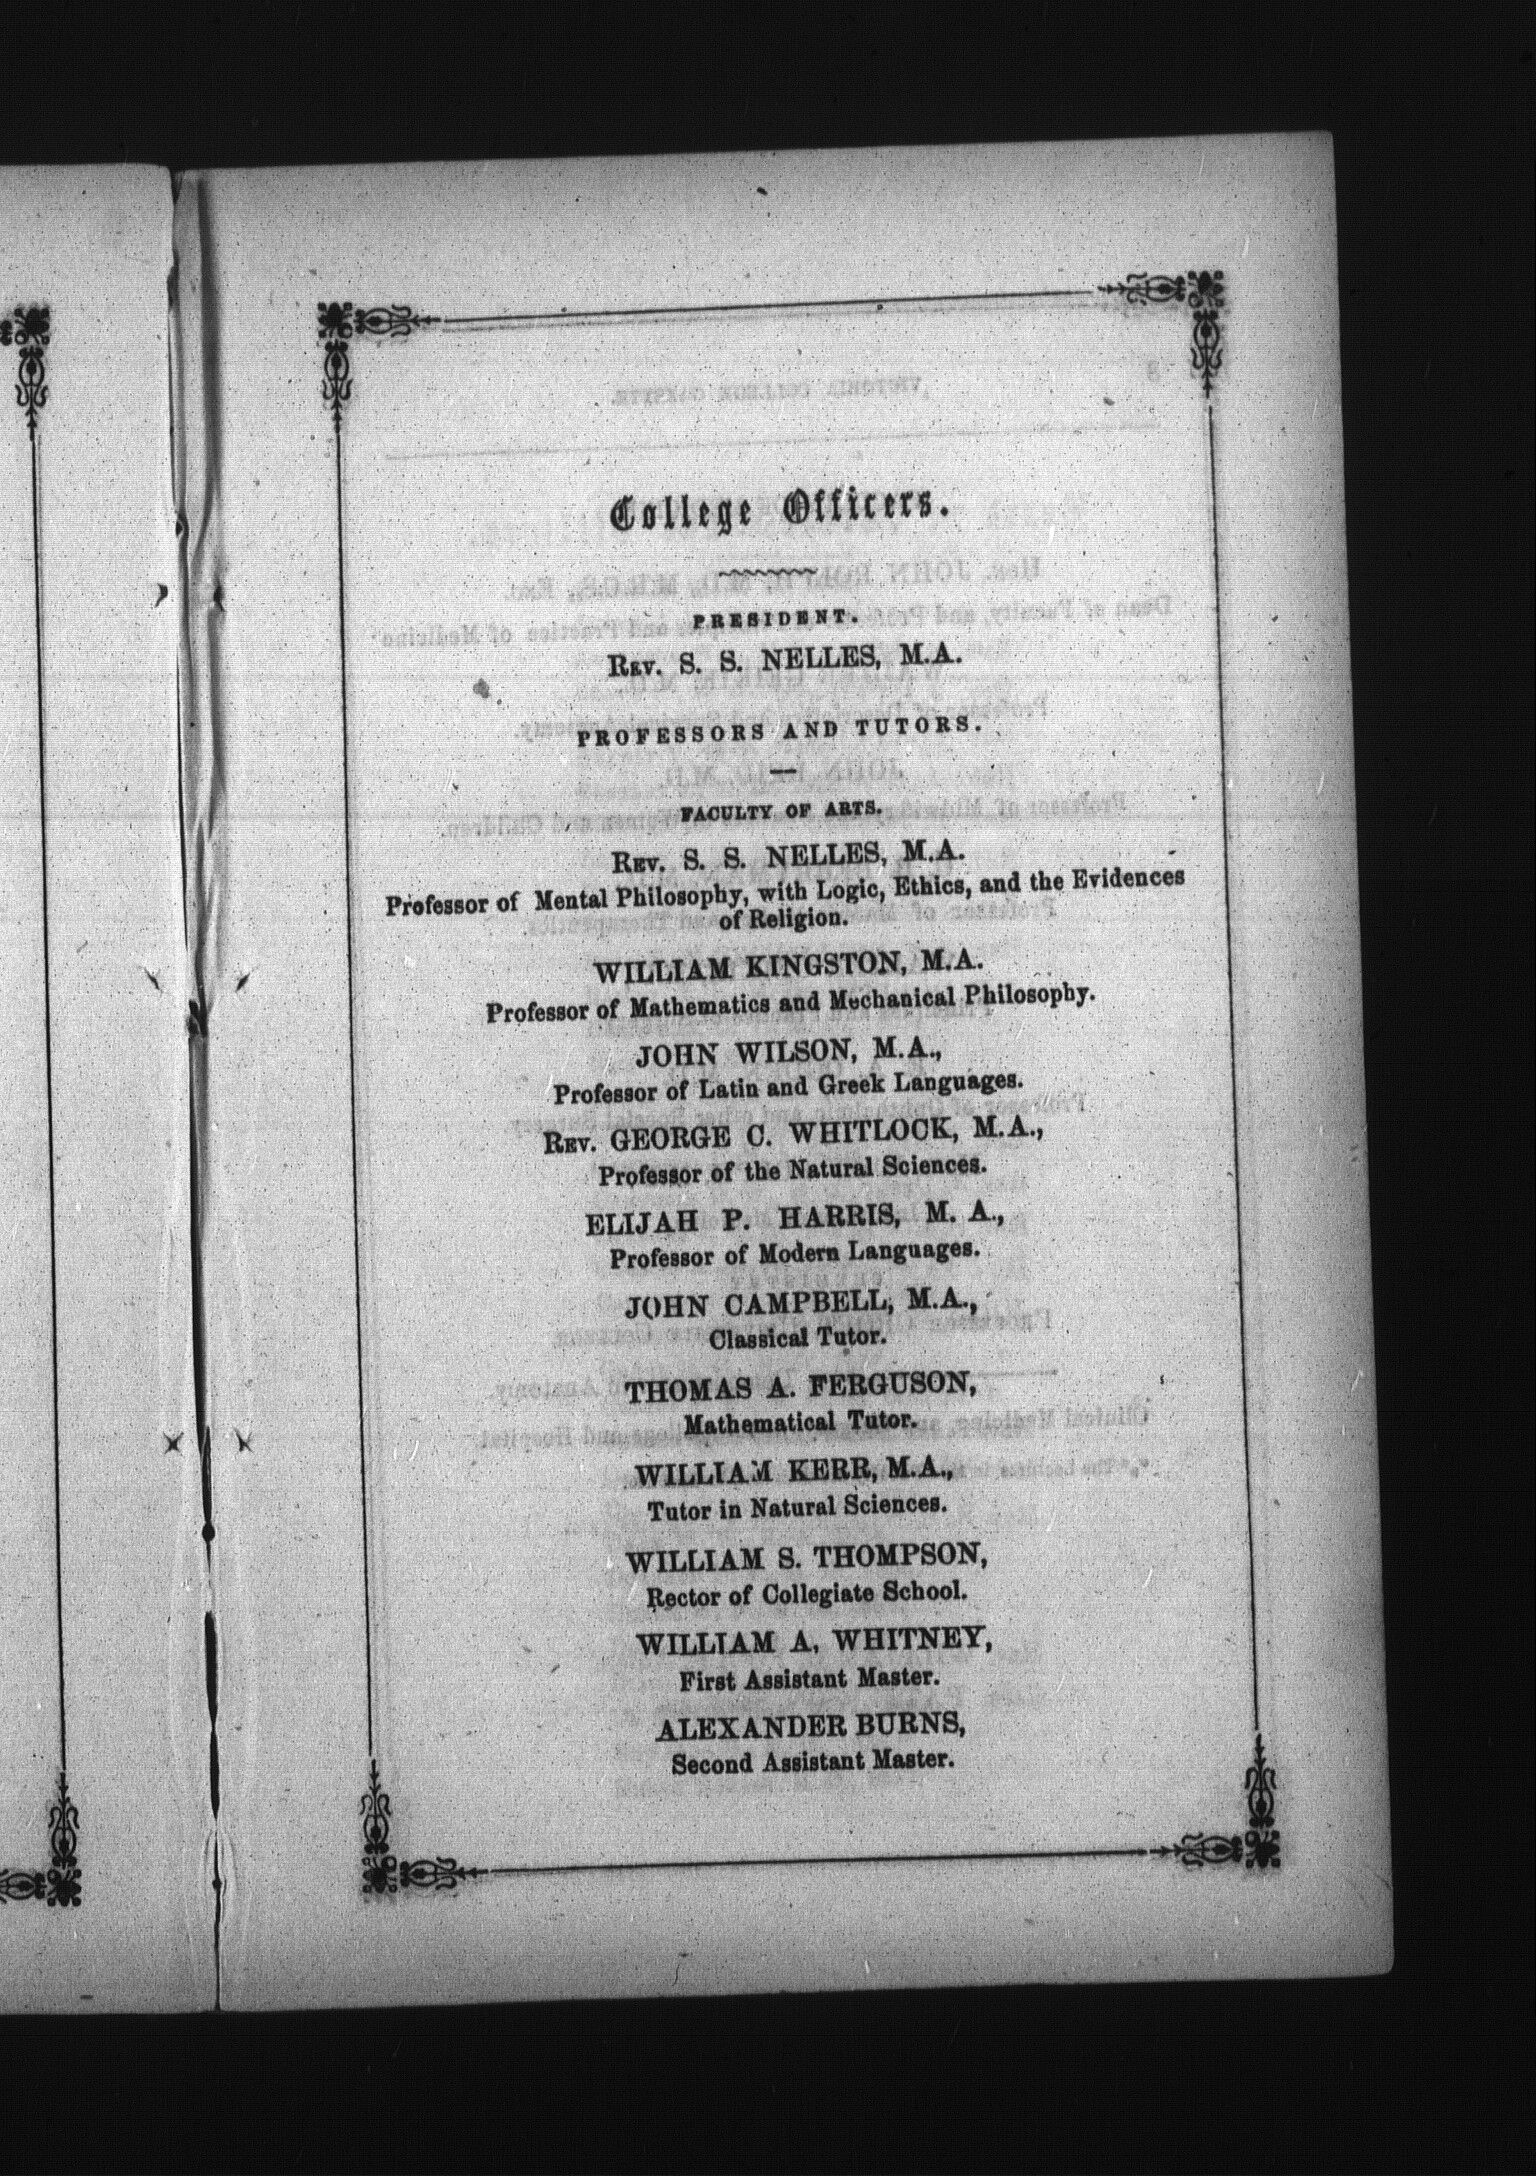 College Officers.
PRESIDENT.
REV. S. S. NELLES, M.A.
PROFESSORS AND TUTORS.
FACULTY OF ARTS.
REV. S. S. NELLES, M.A.
Professor of Mental Philosophy, with Logic, Ethics, and the Evidences
of Religion.
WILLIAM KINGSTON, M.A.
Professor of Mathematics and Mechanical Philosophy.
JOHN WILSON, M.A.,
Professor of Latin and Greek Languages.
REV. GEORGE C. WHITLOCK, M.A.,
Professor of the Natural Sciences.
ELIJAH P. HARRIS, M. A.,
Professor of Modern Languages.
JOHN CAMPBELL, M.A.,
Classical Tutor.
THOMAS A. FERGUSON,
Mathematical Tutor.
WILLIAM KERR, M.A.,
Tutor in Natural Sciences.
WILLIAM S. THOMPSON,
Rector of Collegiate School.
WILLIAM A. WHITNEY,
First Assistant Master.
ALEXANDER BURNS,
Second Assistant Master.